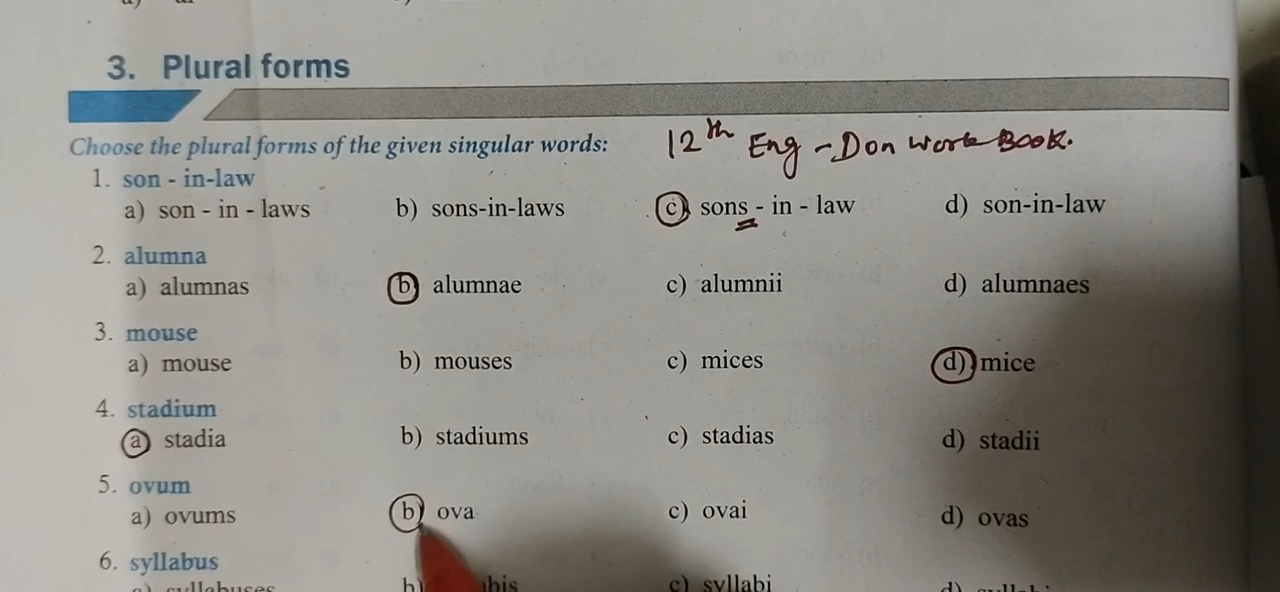 3. Plural forms
Choose the plural forms of the given singular words: 12th Eng - Don Work Book.
1. son - in-law
a) son - in - laws b) sons-in-laws c) sons - in - law d) son-in-law
2. alumna
a) alumnas b) alumnae c) alumnii d) alumnaes
3. mouse
a) mouse b) mouses c) mices d) mice
4. stadium
a) stadia b) stadiums c) stadias d) stadii
5. ovum
a) ovums b) ova c) ovai d) ovas
6. syllabus
a) syllabuses b) c) syllabi d)